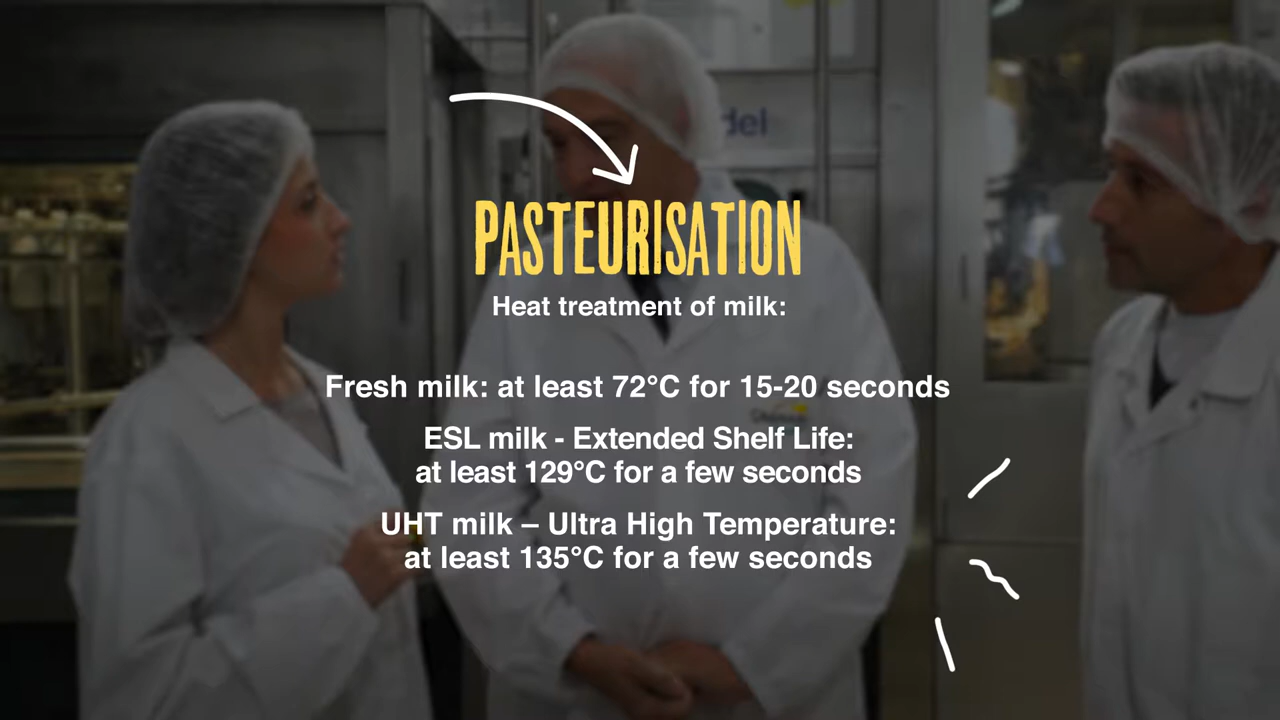 del
PASTEURISATION
Heat treatment of milk:
Fresh milk: at least 72°C for 15-20 seconds
ESL milk - Extended Shelf Life:
at least 129°C for a few seconds
UHT milk – Ultra High Temperature:
at least 135°C for a few seconds